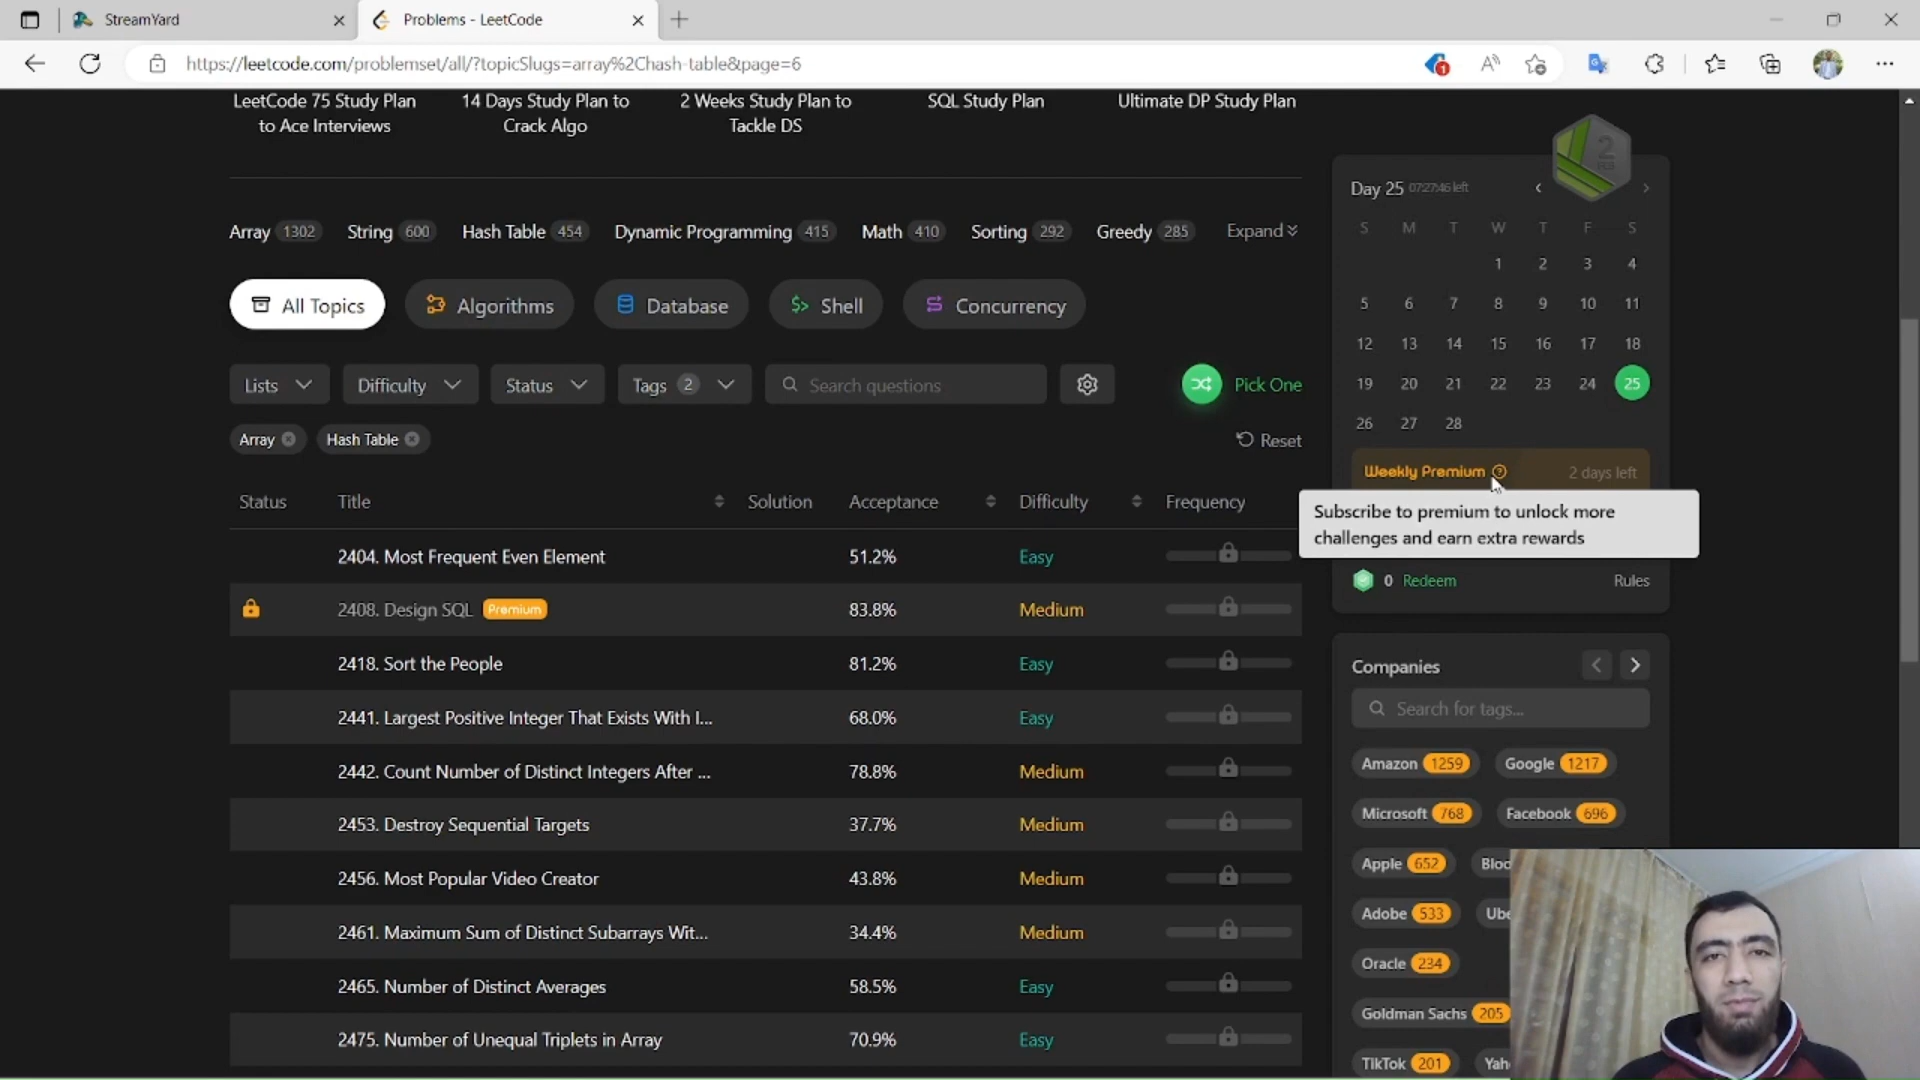 StreamYard
Problems - LeetCode
https://leetcode.com/problemset/all/?topicSlugs=array%2Chash-table&page=6
LeetCode 75 Study Plan
to Ace Interviews
14 Days Study Plan to
Crack Algo
2 Weeks Study Plan to
Tackle DS
SQL Study Plan
Ultimate DP Study Plan
Array 1302 String 600 Hash Table 454 Dynamic Programming 415 Math 410 Sorting 292 Greedy 285 Expand
All Topics Algorithms Database $> Shell Concurrency
Lists Difficulty Status Tags 2 Search questions Pick One
Array Hash Table Reset
Status Title Solution Acceptance Difficulty Frequency
2404. Most Frequent Even Element 51.2% Easy
2408. Design SQL Premium 83.8% Medium
2418. Sort the People 81.2% Easy
2441. Largest Positive Integer That Exists With I... 68.0% Easy
2442. Count Number of Distinct Integers After ... 78.8% Medium
2453. Destroy Sequential Targets 37.7% Medium
2456. Most Popular Video Creator 43.8% Medium
2461. Maximum Sum of Distinct Subarrays Wit... 34.4% Medium
2465. Number of Distinct Averages 58.5% Easy
2475. Number of Unequal Triplets in Array 70.9% Easy
Day 25 07:27:46 left
S M T W T F S
1 2 3 4
5 6 7 8 9 10 11
12 13 14 15 16 17 18
19 20 21 22 23 24 25
26 27 28
Weekly Premium 2 days left
Subscribe to premium to unlock more
challenges and earn extra rewards
0 Redeem Rules
Companies
Search for tags...
Amazon 1259 Google 1217
Microsoft 768 Facebook 696
Apple 652 Bloo
Adobe 533 Ube
Oracle 234
Goldman Sachs 205
TikTok 201 Yah